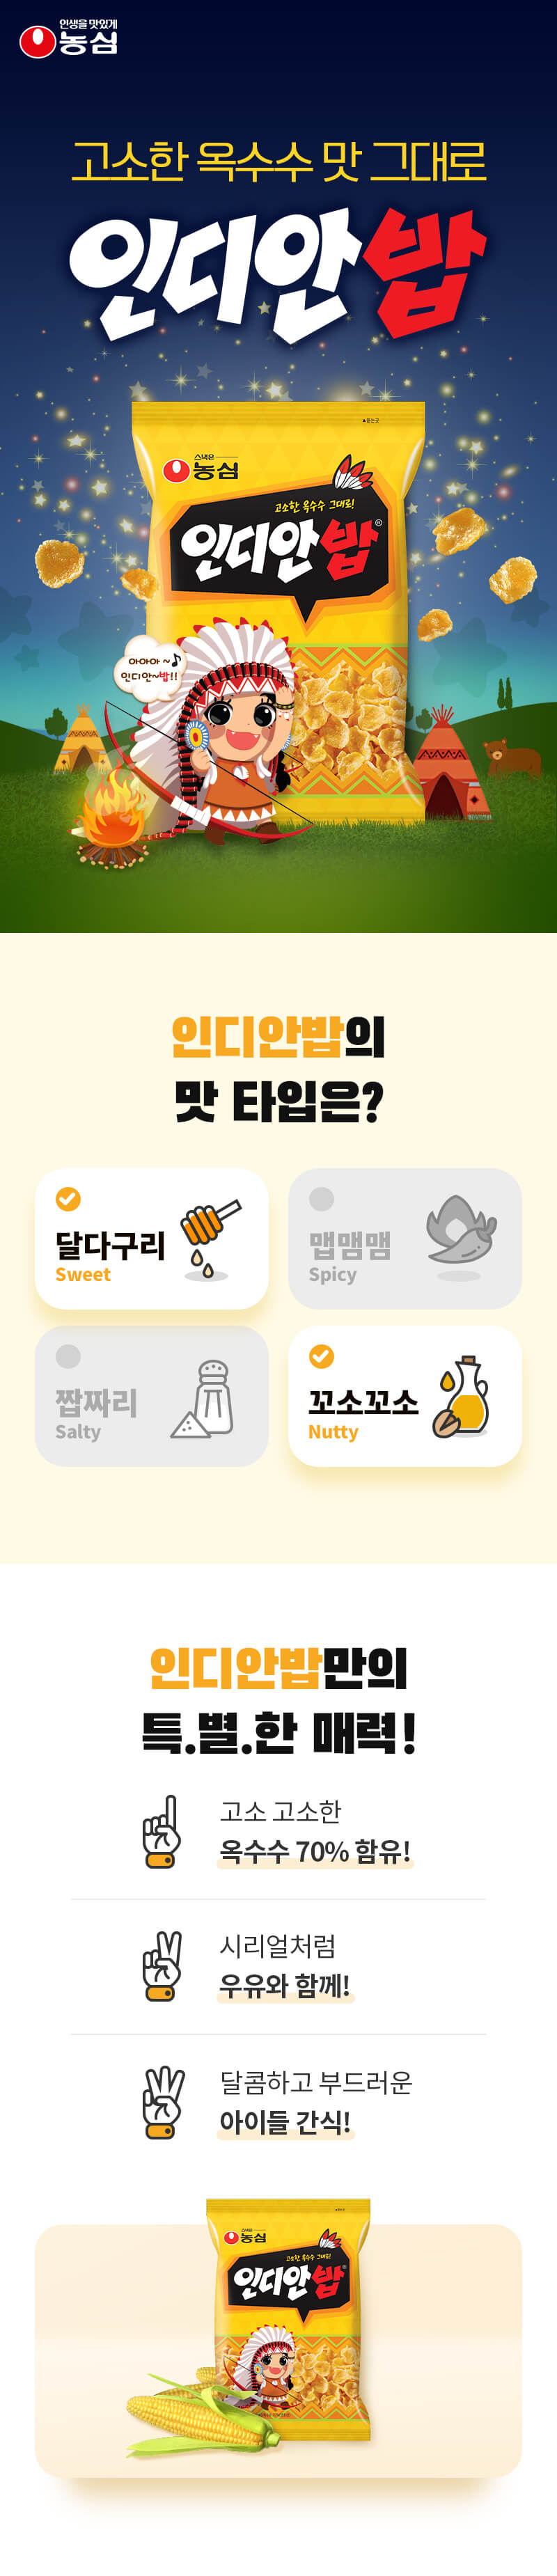 인생을 맛있게
농심
고소한 옥수수 맛 그대로
인디안밥
스낵은
농심
고소한 옥수수 그대로!
인디안밥
아아아~♪
인디안~밥!!
인디안밥의
맛 타입은?
달다구리
Sweet
맵맴맴
Spicy
짭짜리
Salty
꼬소꼬소
Nutty
인디안밥만의
특.별.한 매력!
고소 고소한
옥수수 70% 함유!
시리얼처럼
우유와 함께!
달콤하고 부드러운
아이들 간식!
스낵은
농심
고소한 옥수수 그대로!
인디안밥